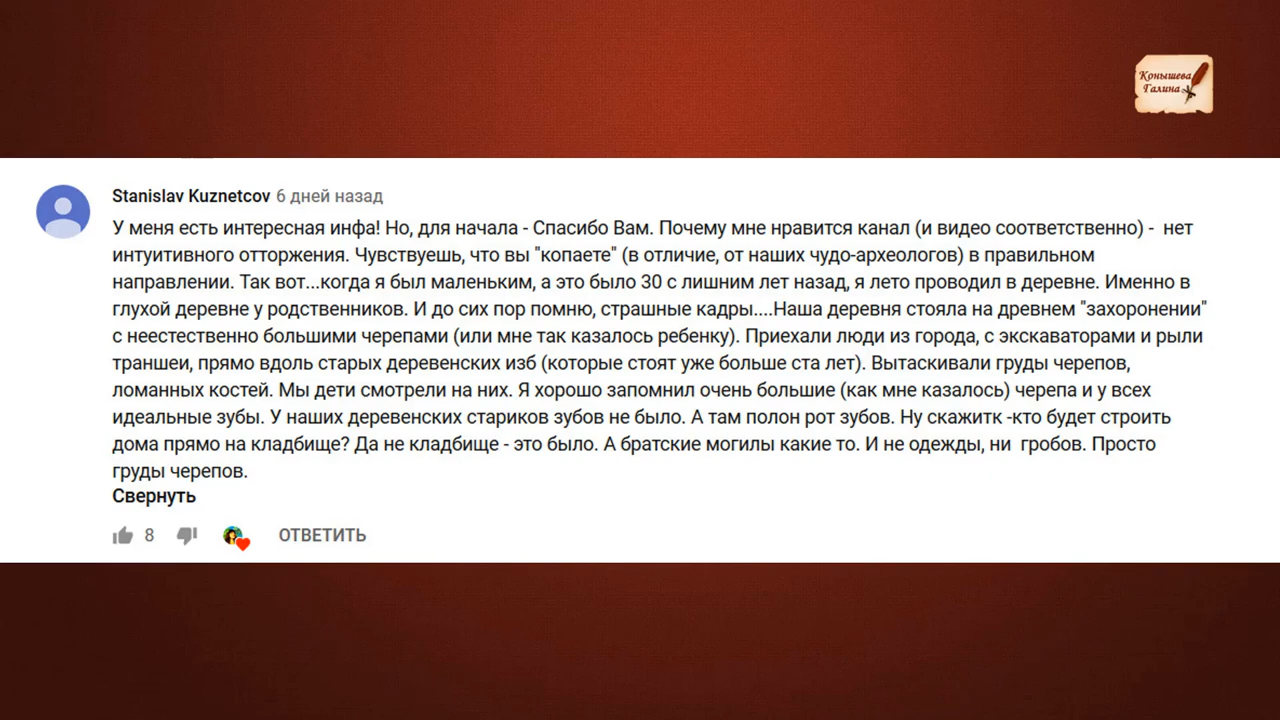 Конышева
Галина
Stanislav Kuznetcov 6 дней назад
У меня есть интересная инфа! Но, для начала - Спасибо Вам. Почему мне нравится канал (и видео соответственно) - нет
интуитивного отторжения. Чувствуешь, что вы "копаете" (в отличие, от наших чудо-археологов) в правильном
направлении. Так вот...когда я был маленьким, а это было 30 с лишним лет назад, я лето проводил в деревне. Именно в
глухой деревне у родственников. И до сих пор помню, страшные кадры....Наша деревня стояла на древнем "захоронении"
с неестественно большими черепами (или мне так казалось ребенку). Приехали люди из города, с экскаваторами и рыли
траншеи, прямо вдоль старых деревенских изб (которые стоят уже больше ста лет). Вытаскивали груды черепов,
ломанных костей. Мы дети смотрели на них. Я хорошо запомнил очень большие (как мне казалось) черепа и у всех
идеальные зубы. У наших деревенских стариков зубов не было. А там полон рот зубов. Ну скажитк -кто будет строить
дома прямо на кладбище? Да не кладбище - это было. А братские могилы какие то. И не одежды, ни гробов. Просто
груды черепов.
Свернуть
8 ОТВЕТИТЬ